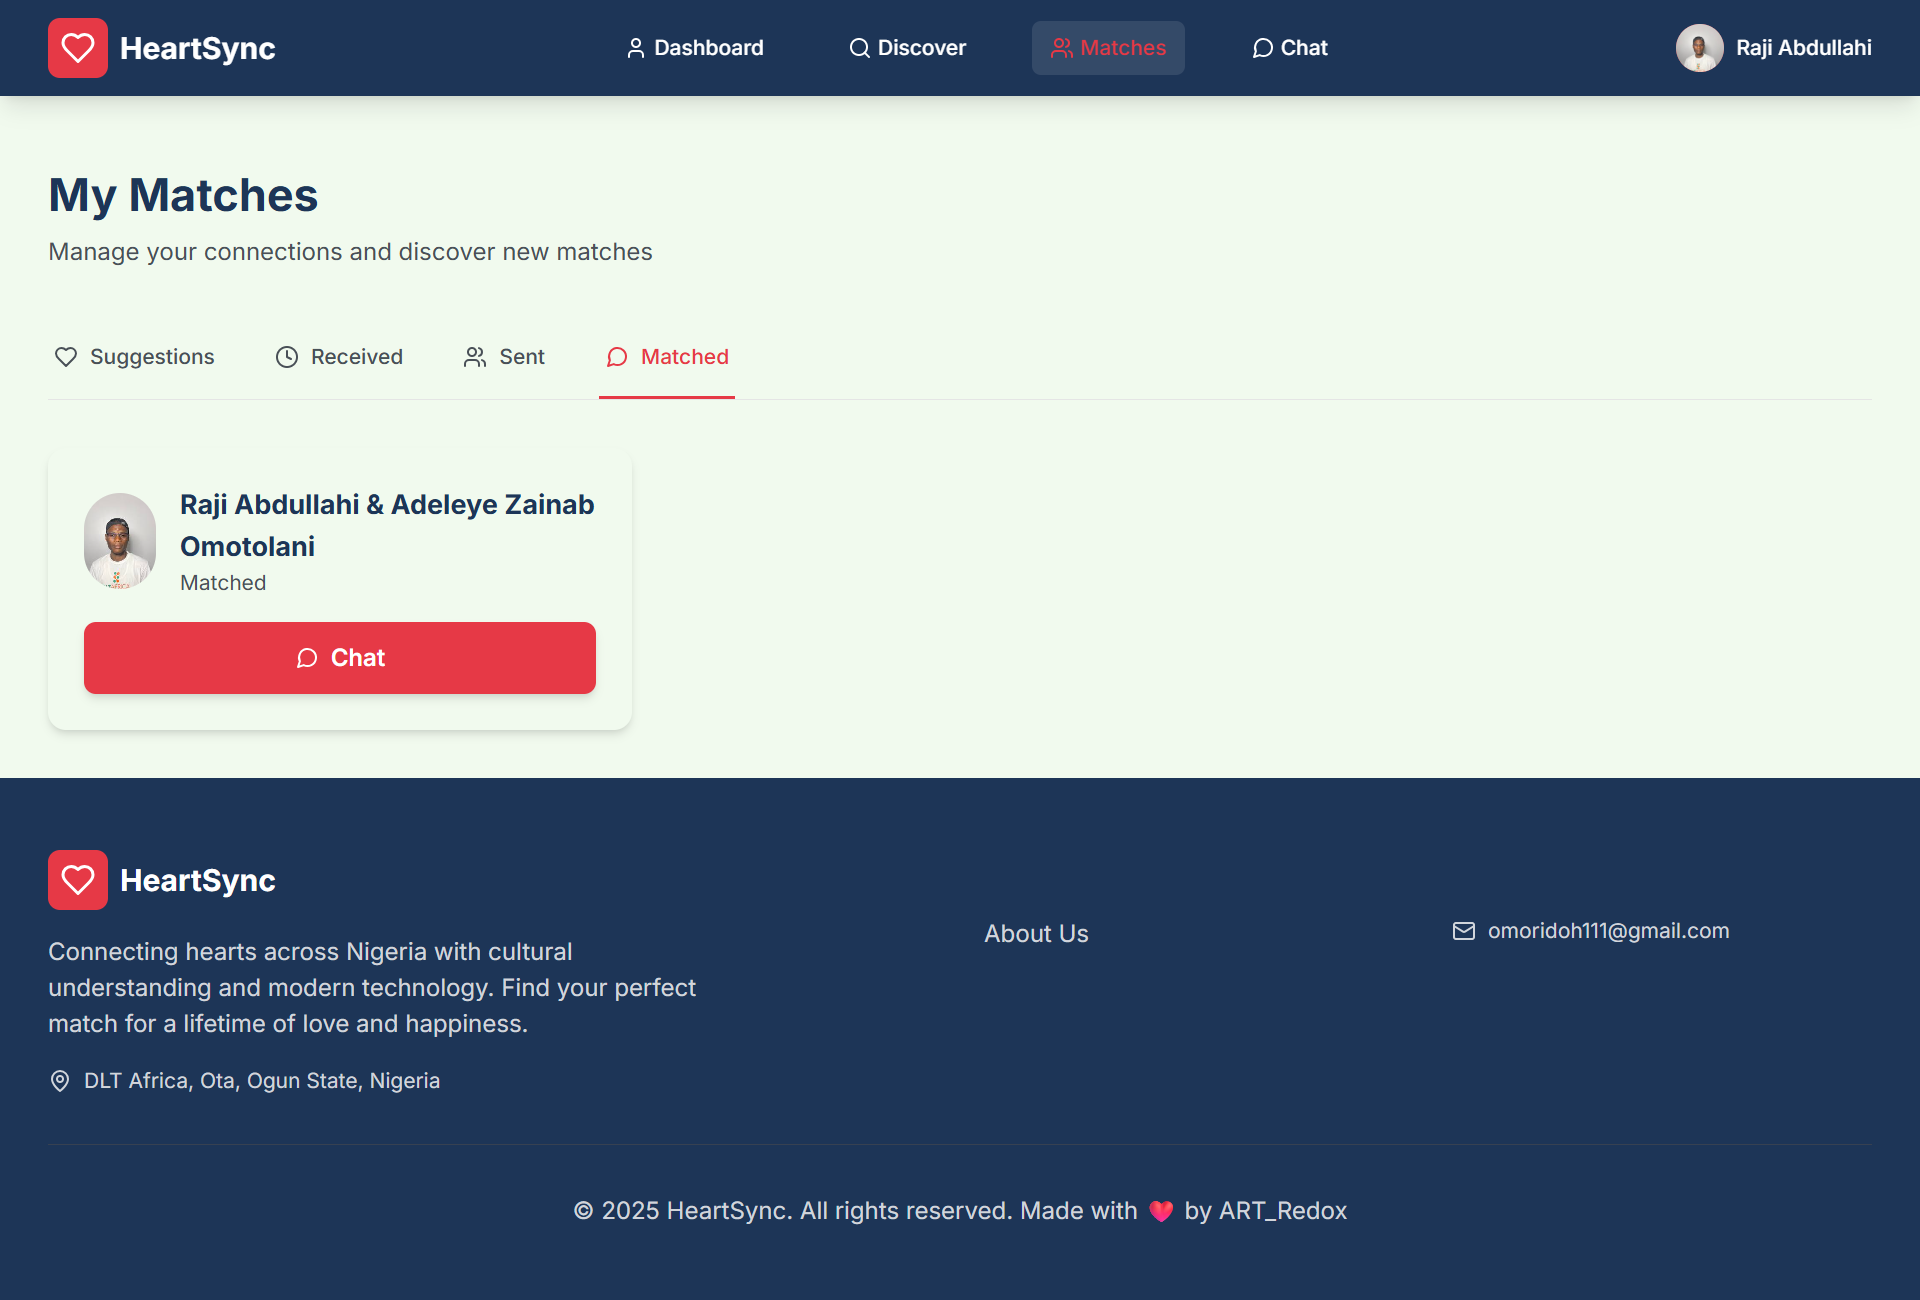 HeartSync
Dashboard
Discover
Matches
Chat
Raji Abdullahi
My Matches
Manage your connections and discover new matches
Suggestions
Received
Sent
Matched
Raji Abdullahi & Adeleye Zainab
Omotolani
Matched
Chat
HeartSync
Connecting hearts across Nigeria with cultural
understanding and modern technology. Find your perfect
match for a lifetime of love and happiness.
DLT Africa, Ota, Ogun State, Nigeria
About Us
omoridoh111@gmail.com
© 2025 HeartSync. All rights reserved. Made with ❤️ by ART_Redox